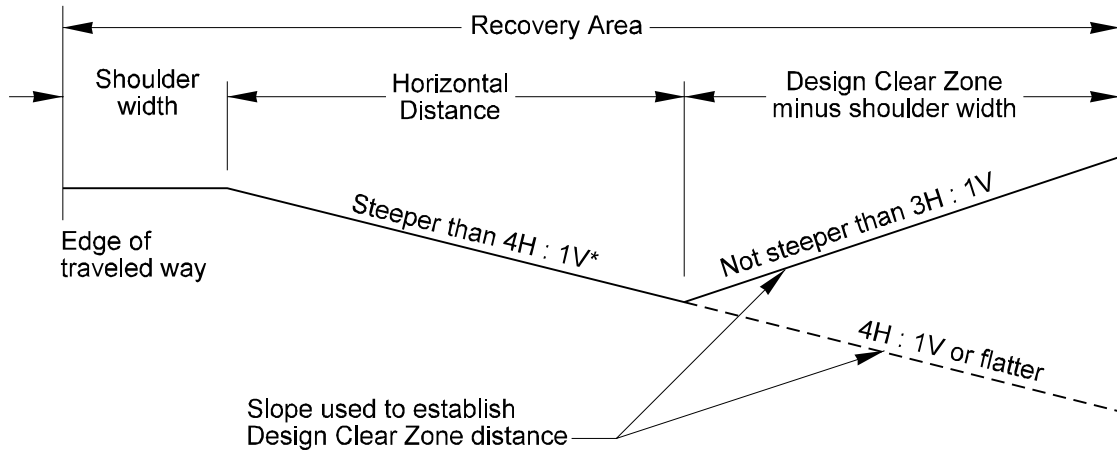 Recovery Area
Shoulder
width
Horizontal
Distance
Design Clear Zone
minus shoulder width
Steeper than 4H : 1V*
Not steeper than 3H : 1V
Edge of
traveled way
4H : 1V or flatter
Slope used to establish
Design Clear Zone distance